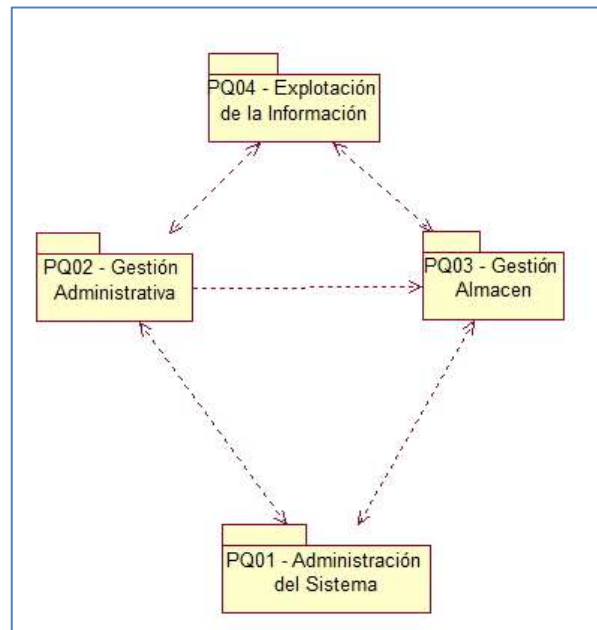 PQ04 - Explotación
de la Información
PQ02 - Gestión
Administrativa
PQ03 - Gestión
Almacen
PQ01 - Administración
del Sistema